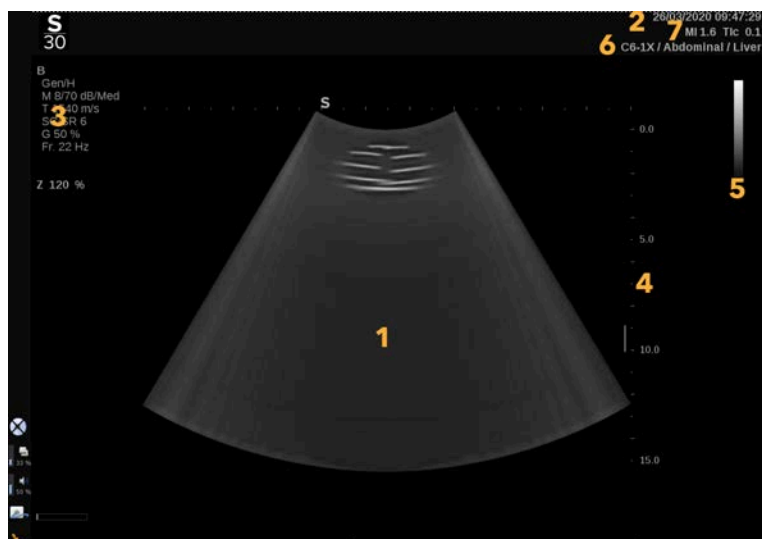 S
30
2 26/03/2020 09:47:29
7 MI 1.6 TIc 0.1
6 C6-1X / Abdominal / Liver
B
Gen/H
M 8/70 dB/Med
3
G 50 %
Fr. 22 Hz
Z 120 %
S
0.0
5.0
10.0
15.0
1
4
5
33 %
50 %